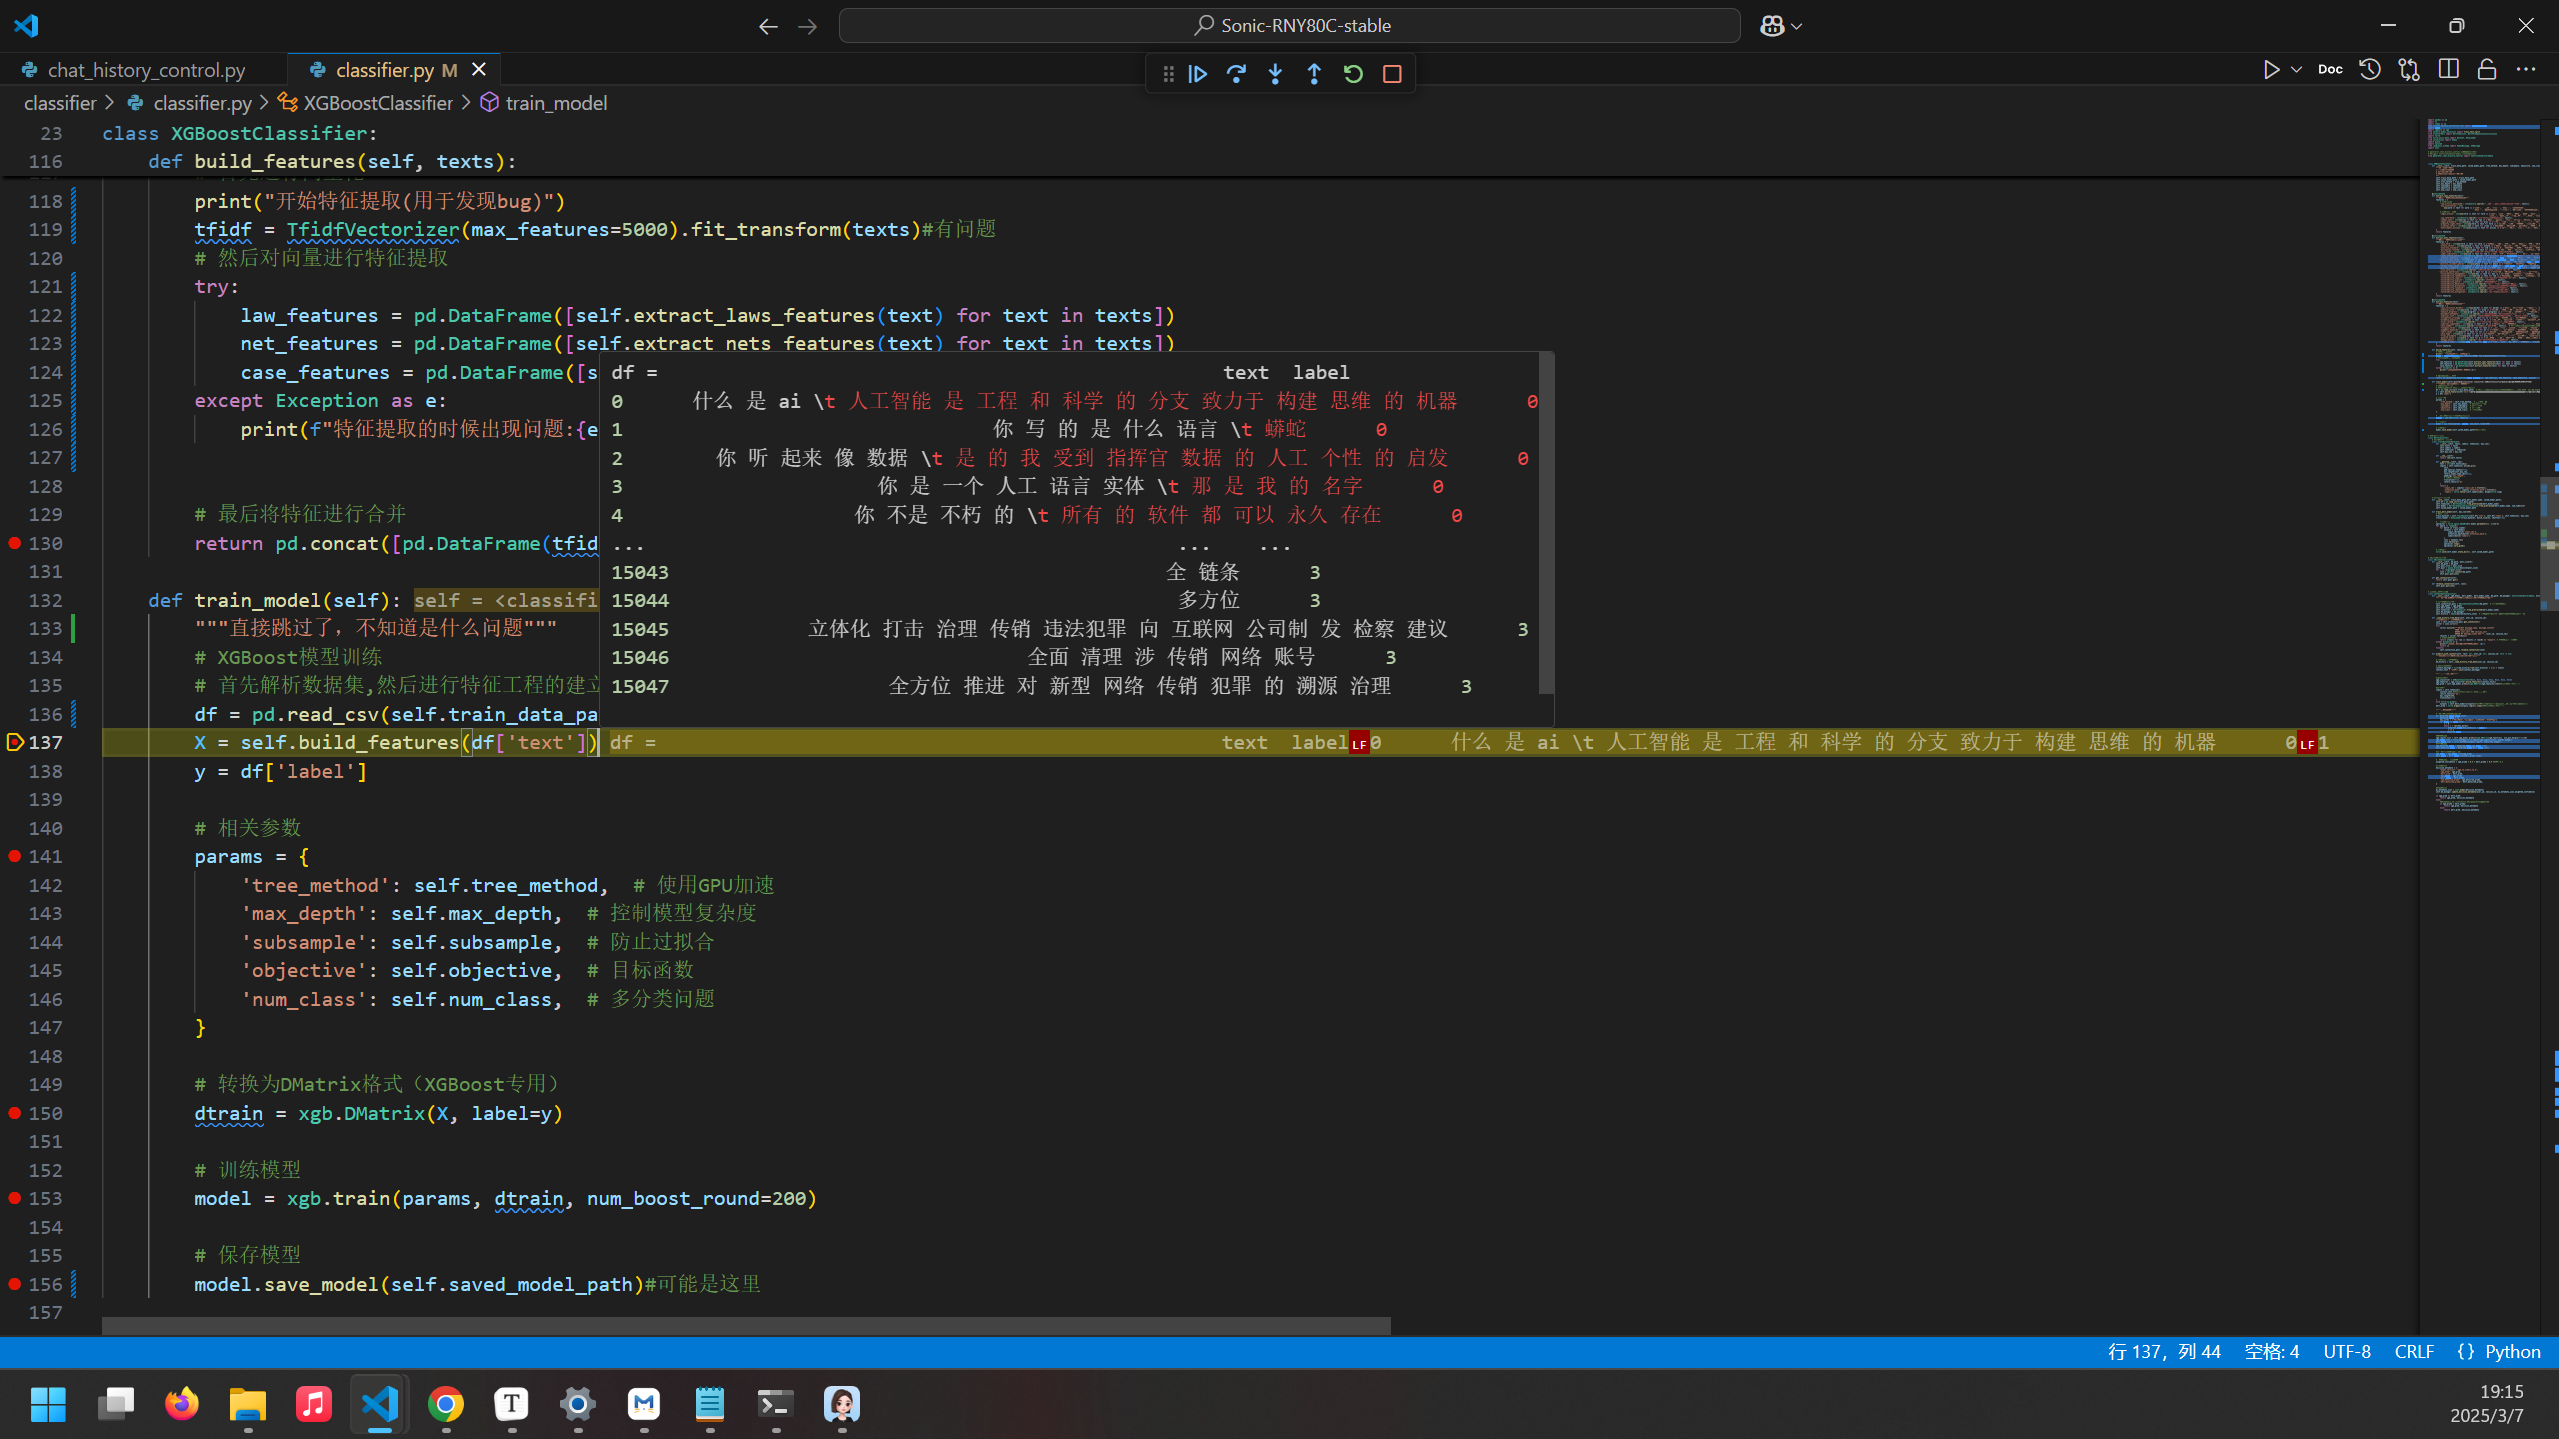 Sonic-RNY80C-stable
chat_history_control.py
classifier.py M
Doc
classifier > classifier.py > XGBoostClassifier > train_model
23 class XGBoostClassifier:
116 def build_features(self, texts):
118 print("开始特征提取(用于发现bug)")
119 tfidf = TfidfVectorizer(max_features=5000).fit_transform(texts)#有问题
120 # 然后对向量进行特征提取
121 try:
122 law_features = pd.DataFrame([self.extract_laws_features(text) for text in texts])
123 net_features = pd.DataFrame([self.extract_nets_features(text) for text in texts])
124 case_features = pd.DataFrame([s
125 except Exception as e:
126 print(f"特征提取的时候出现问题:{e
127
128
129 # 最后将特征进行合并
130 return pd.concat([pd.DataFrame(tfid
131
132 def train_model(self): self = <classifi
133 """直接跳过了，不知道是什么问题"""
134 # XGBoost模型训练
135 # 首先解析数据集,然后进行特征工程的建立
136 df = pd.read_csv(self.train_data_pa
df = text label
0 什么 是 ai \t 人工智能 是 工程 和 科学 的 分支 致力于 构建 思维 的 机器 0
1 你 写 的 是 什么 语言 \t 蟒蛇 0
2 你 听 起来 像 数据 \t 是 的 我 受到 指挥官 数据 的 人工 个性 的 启发 0
3 你 是 一个 人工 语言 实体 \t 那 是 我 的 名字 0
4 你 不是 不朽 的 \t 所有 的 软件 都 可以 永久 存在 0
... ... ...
15043 全 链条 3
15044 多方位 3
15045 立体化 打击 治理 传销 违法犯罪 向 互联网 公司制 发 检察 建议 3
15046 全面 清理 涉 传销 网络 账号 3
15047 全方位 推进 对 新型 网络 传销 犯罪 的 溯源 治理 3
137 X = self.build_features(df['text']) df = text label LF 0 什么 是 ai \t 人工智能 是 工程 和 科学 的 分支 致力于 构建 思维 的 机器 0 LF 1
138 y = df['label']
139
140 # 相关参数
141 params = {
142 'tree_method': self.tree_method, # 使用GPU加速
143 'max_depth': self.max_depth, # 控制模型复杂度
144 'subsample': self.subsample, # 防止过拟合
145 'objective': self.objective, # 目标函数
146 'num_class': self.num_class, # 多分类问题
147 }
148
149 # 转换为DMatrix格式（XGBoost专用）
150 dtrain = xgb.DMatrix(X, label=y)
151
152 # 训练模型
153 model = xgb.train(params, dtrain, num_boost_round=200)
154
155 # 保存模型
156 model.save_model(self.saved_model_path)#可能是这里
157
行 137，列 44 空格: 4 UTF-8 CRLF {} Python
19:15
2025/3/7